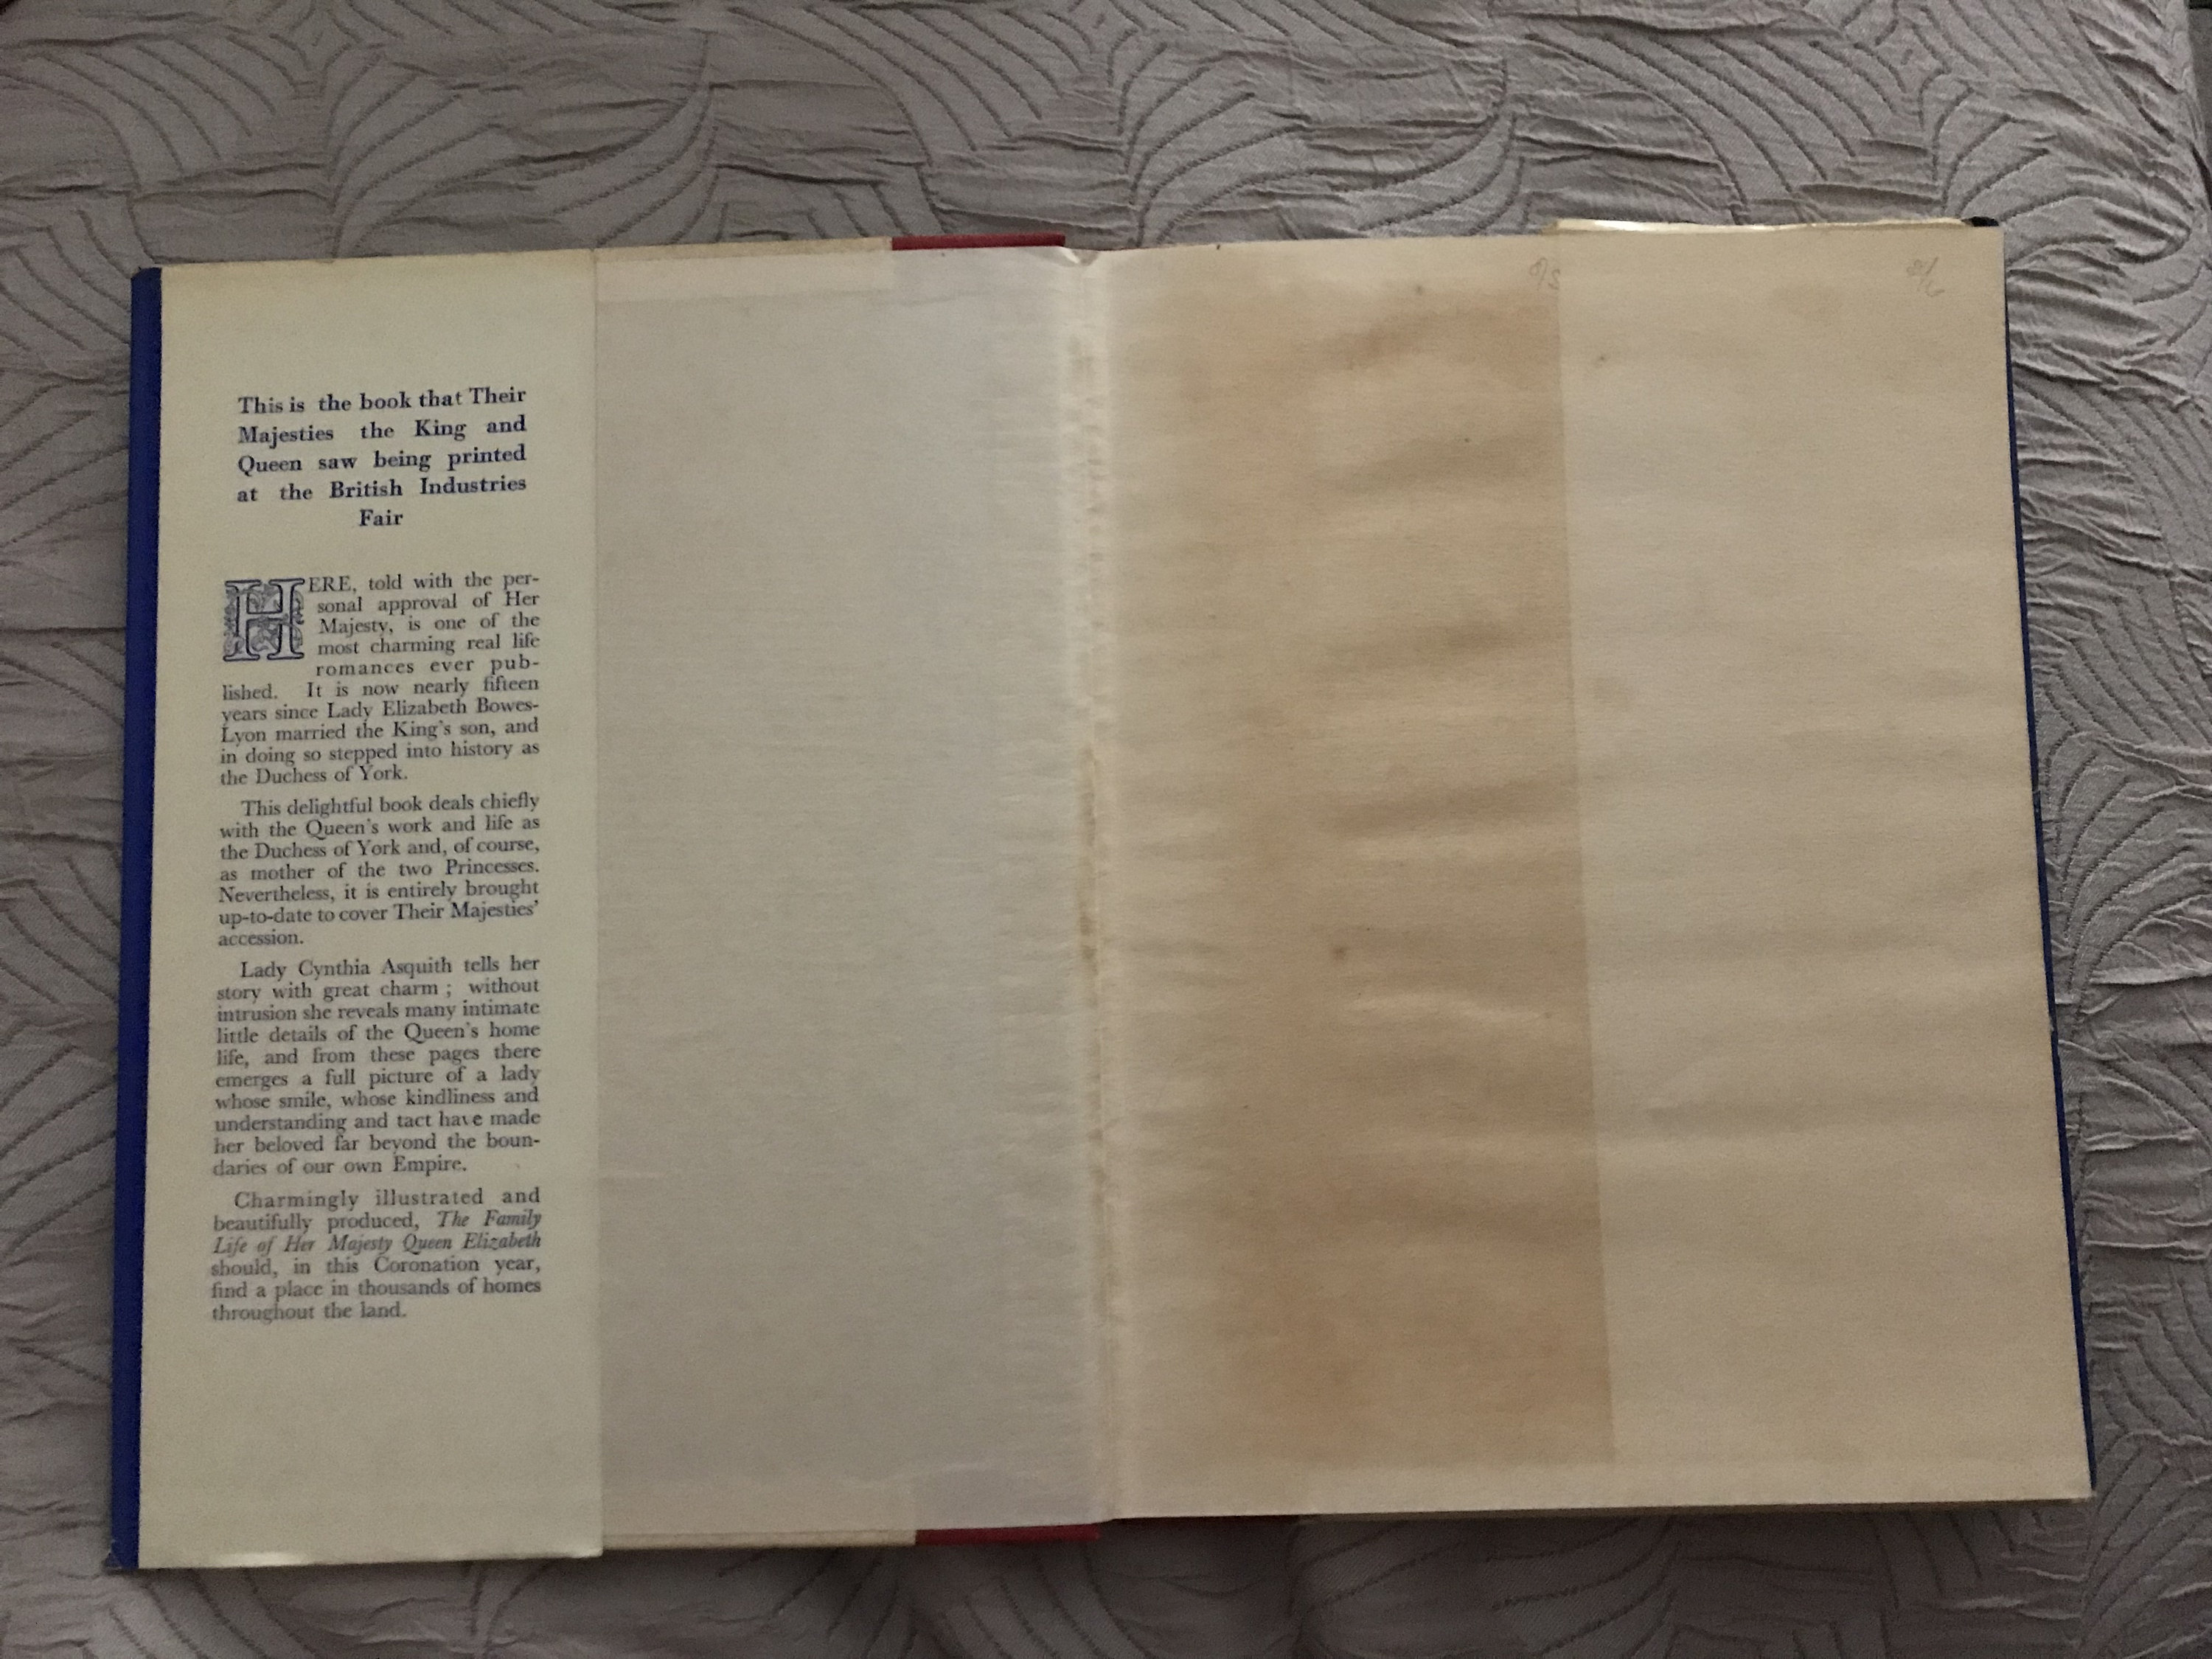 This is the book that Their
Majesties the King and
Queen saw being printed
at the British Industries
Fair
HERE, told with the per-
sonal approval of Her
Majesty, is one of the
most charming real life
romances ever pub-
lished. It is now nearly fifteen
years since Lady Elizabeth Bowes-
Lyon married the King's son, and
in doing so stepped into history as
the Duchess of York.
This delightful book deals chiefly
with the Queen's work and life as
the Duchess of York and, of course,
as mother of the two Princesses.
Nevertheless, it is entirely brought
up-to-date to cover Their Majesties'
accession.
Lady Cynthia Asquith tells her
story with great charm ; without
intrusion she reveals many intimate
little details of the Queen's home
life, and from these pages there
emerges a full picture of a lady
whose smile, whose kindliness and
understanding and tact have made
her beloved far beyond the boun-
daries of our own Empire.
Charmingly illustrated and
beautifully produced, The Family
Life of Her Majesty Queen Elizabeth
should, in this Coronation year,
find a place in thousands of homes
throughout the land.